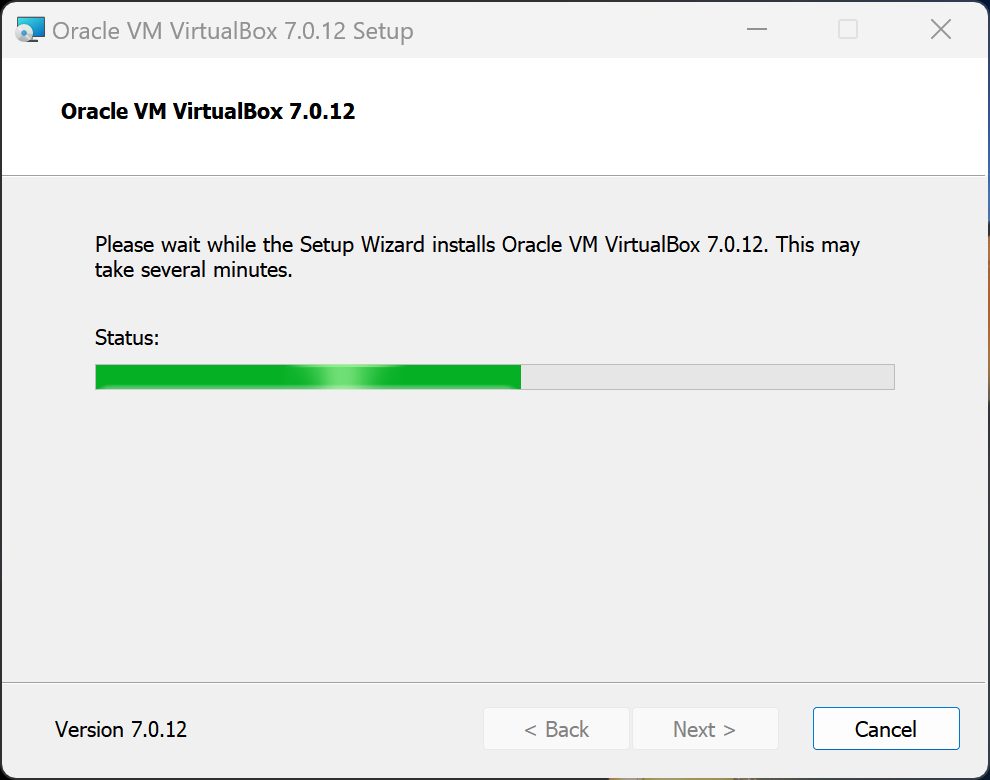 Oracle VM VirtualBox 7.0.12 Setup
Oracle VM VirtualBox 7.0.12
Please wait while the Setup Wizard installs Oracle VM VirtualBox 7.0.12. This may
take several minutes.
Status:
Version 7.0.12
< Back
Next >
Cancel